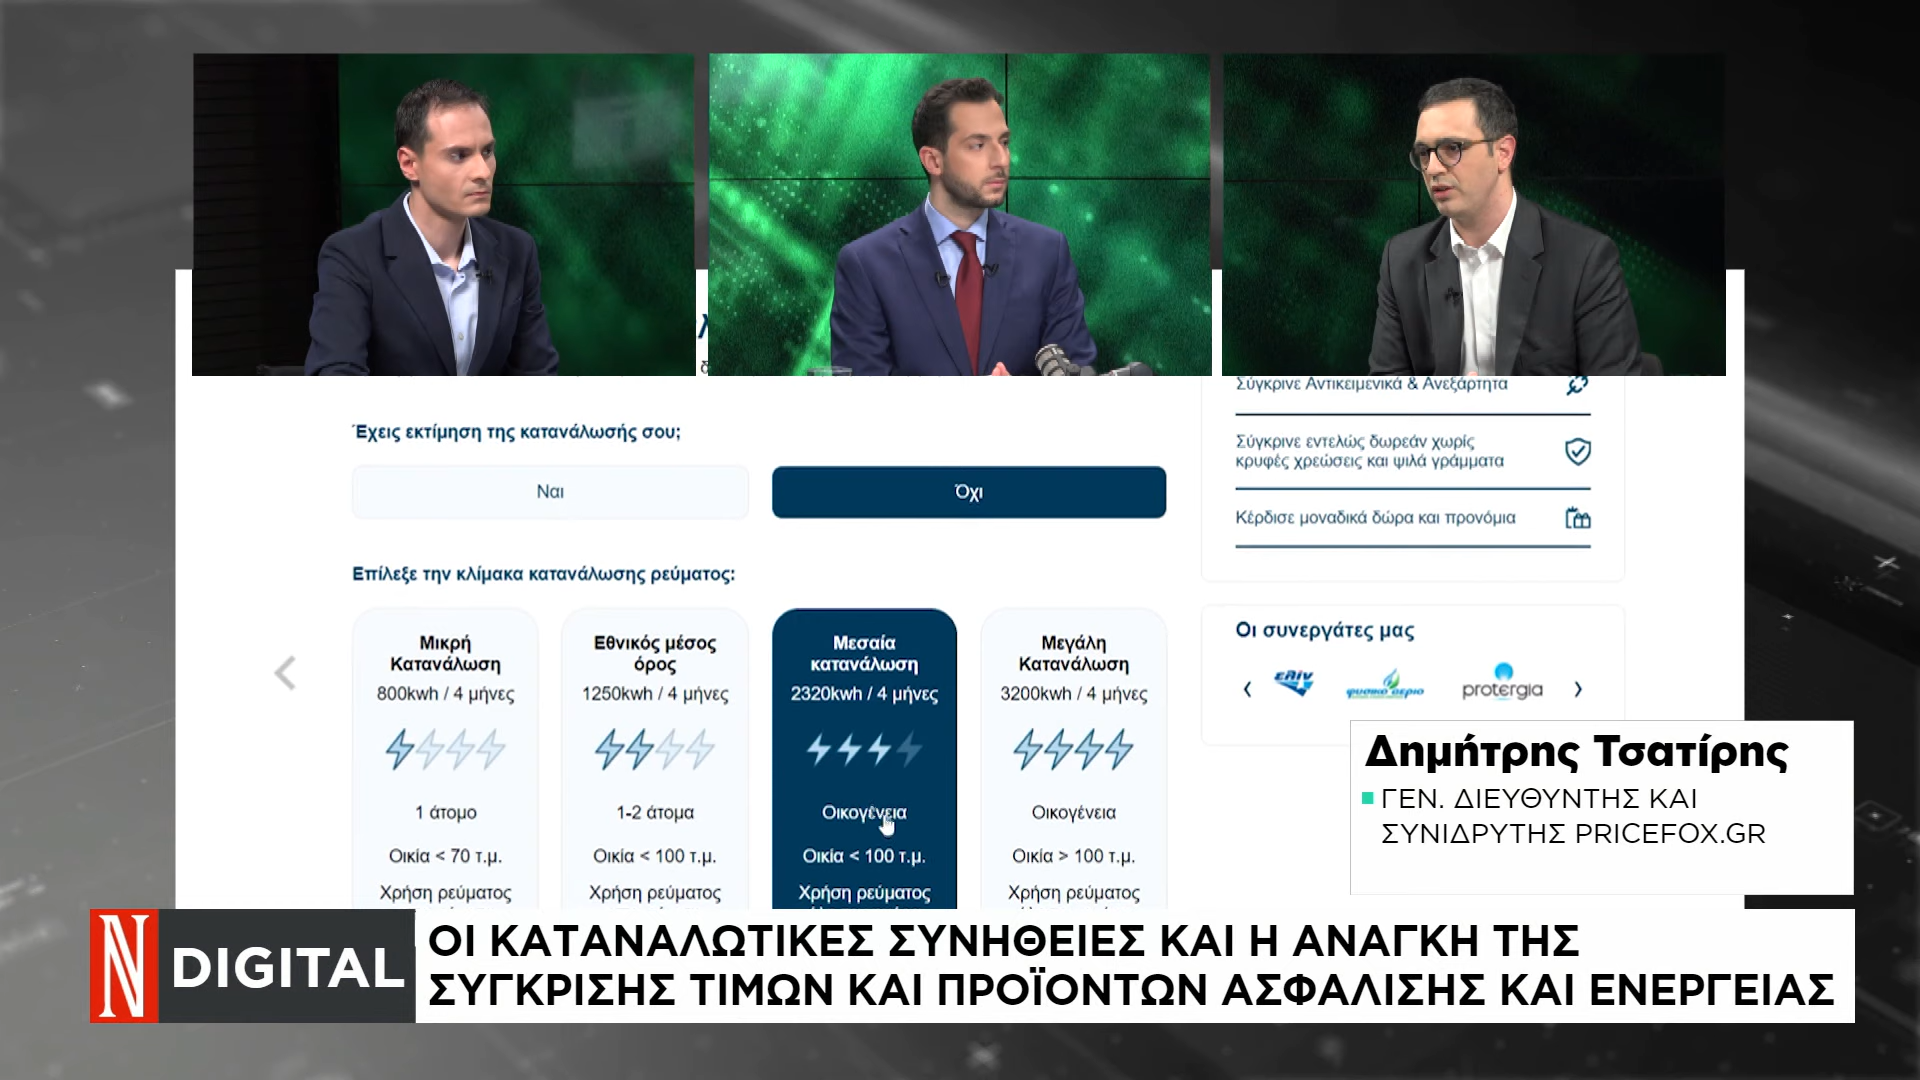 Σύγκρινε Αντικειμενικά & Ανεξάρτητα
Έχεις εκτίμηση της κατανάλωσής σου;
Ναι
Όχι
Σύγκρινε εντελώς δωρεάν χωρίς
κρυφές χρεώσεις και ψιλά γράμματα
Κέρδισε μοναδικά δώρα και προνόμια
Επίλεξε την κλίμακα κατανάλωσης ρεύματος:
Μικρή
Κατανάλωση
800kwh / 4 μήνες
1 άτομο
Οικία < 70 τ.μ.
Χρήση ρεύματος
Εθνικός μέσος
όρος
1250kwh / 4 μήνες
1-2 άτομα
Οικία < 100 τ.μ.
Χρήση ρεύματος
Μεσαία
κατανάλωση
2320kwh / 4 μήνες
Οικογένεια
Οικία < 100 τ.μ.
Χρήση ρεύματος
Μεγάλη
Κατανάλωση
3200kwh / 4 μήνες
Οικογένεια
Οικία > 100 τ.μ.
Χρήση ρεύματος
Οι συνεργάτες μας
ελίν
φυσικό αέριο
protergia
Δημήτρης Τσατίρης
ΓΕΝ. ΔΙΕΥΘΥΝΤΗΣ ΚΑΙ
ΣΥΝΙΔΡΥΤΗΣ PRICEFOX.GR
N DIGITAL
ΟΙ ΚΑΤΑΝΑΛΩΤΙΚΕΣ ΣΥΝΗΘΕΙΕΣ ΚΑΙ Η ΑΝΑΓΚΗ ΤΗΣ
ΣΥΓΚΡΙΣΗΣ ΤΙΜΩΝ ΚΑΙ ΠΡΟΪΟΝΤΩΝ ΑΣΦΑΛΙΣΗΣ ΚΑΙ ΕΝΕΡΓΕΙΑΣ